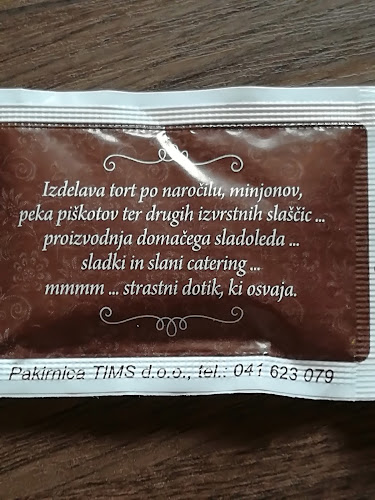 Izdelava tort po naročilu, minjonov,
peka piškotov ter drugih izvrstnih slaščic ...
proizvodnja domačega sladoleda ...
sladki in slani catering ...
mmmm ... strastni dotik, ki osvaja.
Pakirnica TIMS d.o.o., tel.: 041 623 079